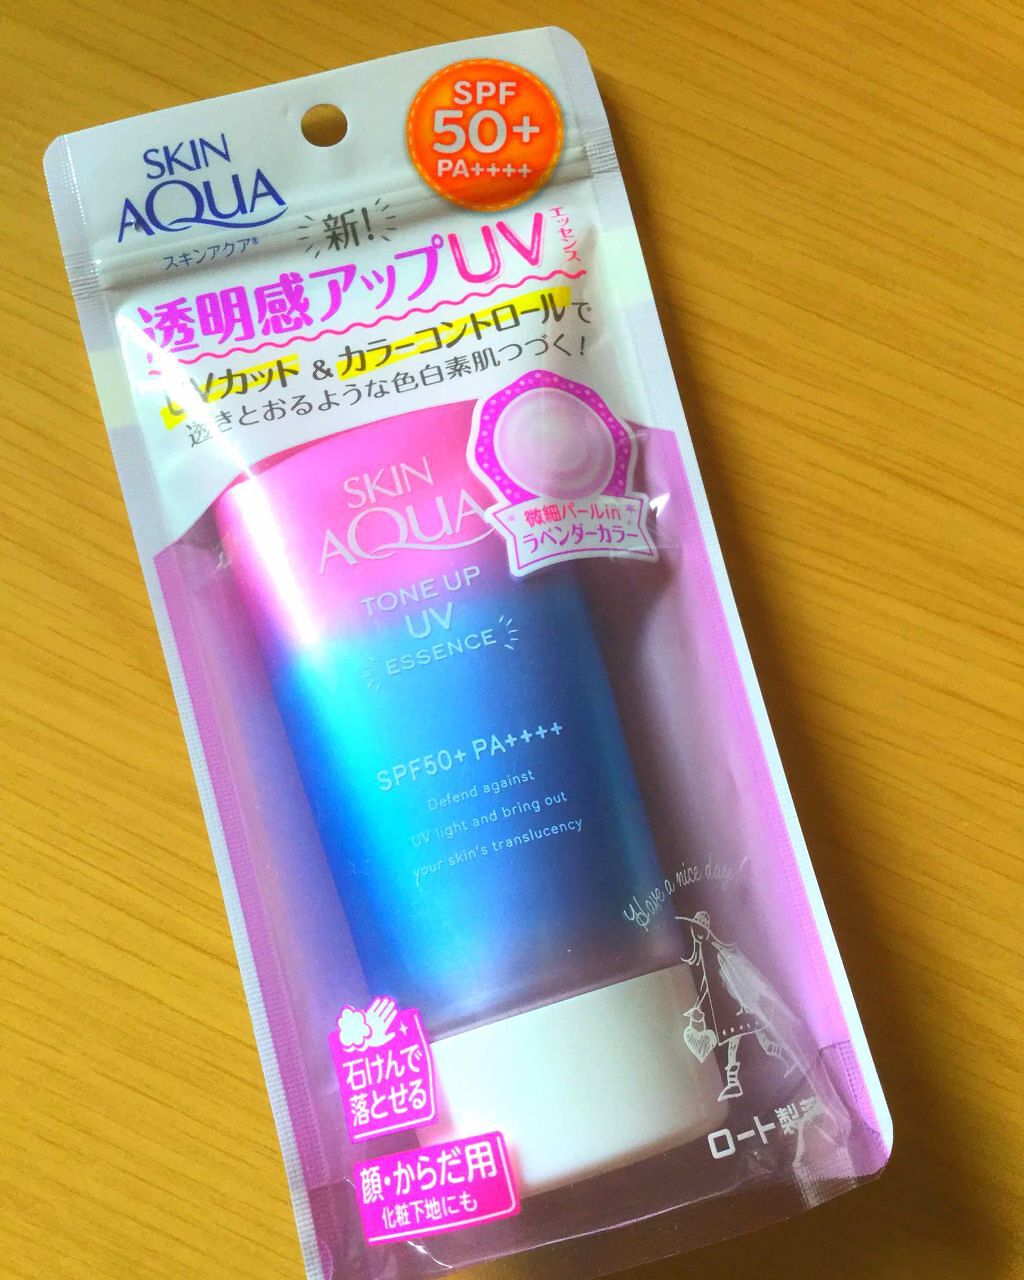 SPF
50+
PA++++
SKIN
AQUA
スキンアクア®
新!
透明感アップUV
エッセンス
UVカット & カラーコントロールで
透きとおるような色白素肌つづく!
SKIN
AQUA
微細パールin
ラベンダーカラー
TONE UP
UV
ESSENCE
SPF50+ PA++++
Defend against
UV light and bring out
your skin's translucency
Have a nice day!
石けんで
落とせる
ロート製薬
顔・からだ用
化粧下地にも